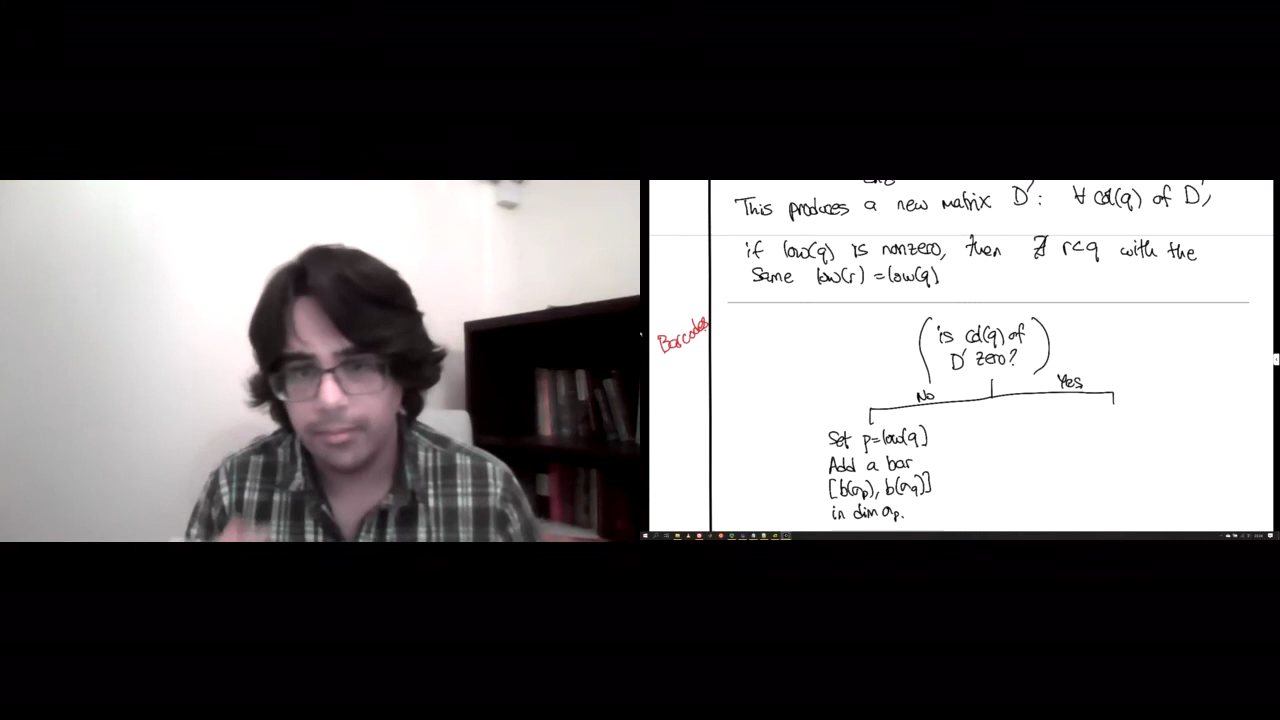 This produces a new matrix D': ∀ col(q) of D',
if low(q) is nonzero, then ∄ r<q with the
same low(r) = low(q)
Barcodes
is col(q) of
D' zero?
No
Yes
Set p=low(q)
Add a bar
[b(σp), b(σq)]
in dim σp.